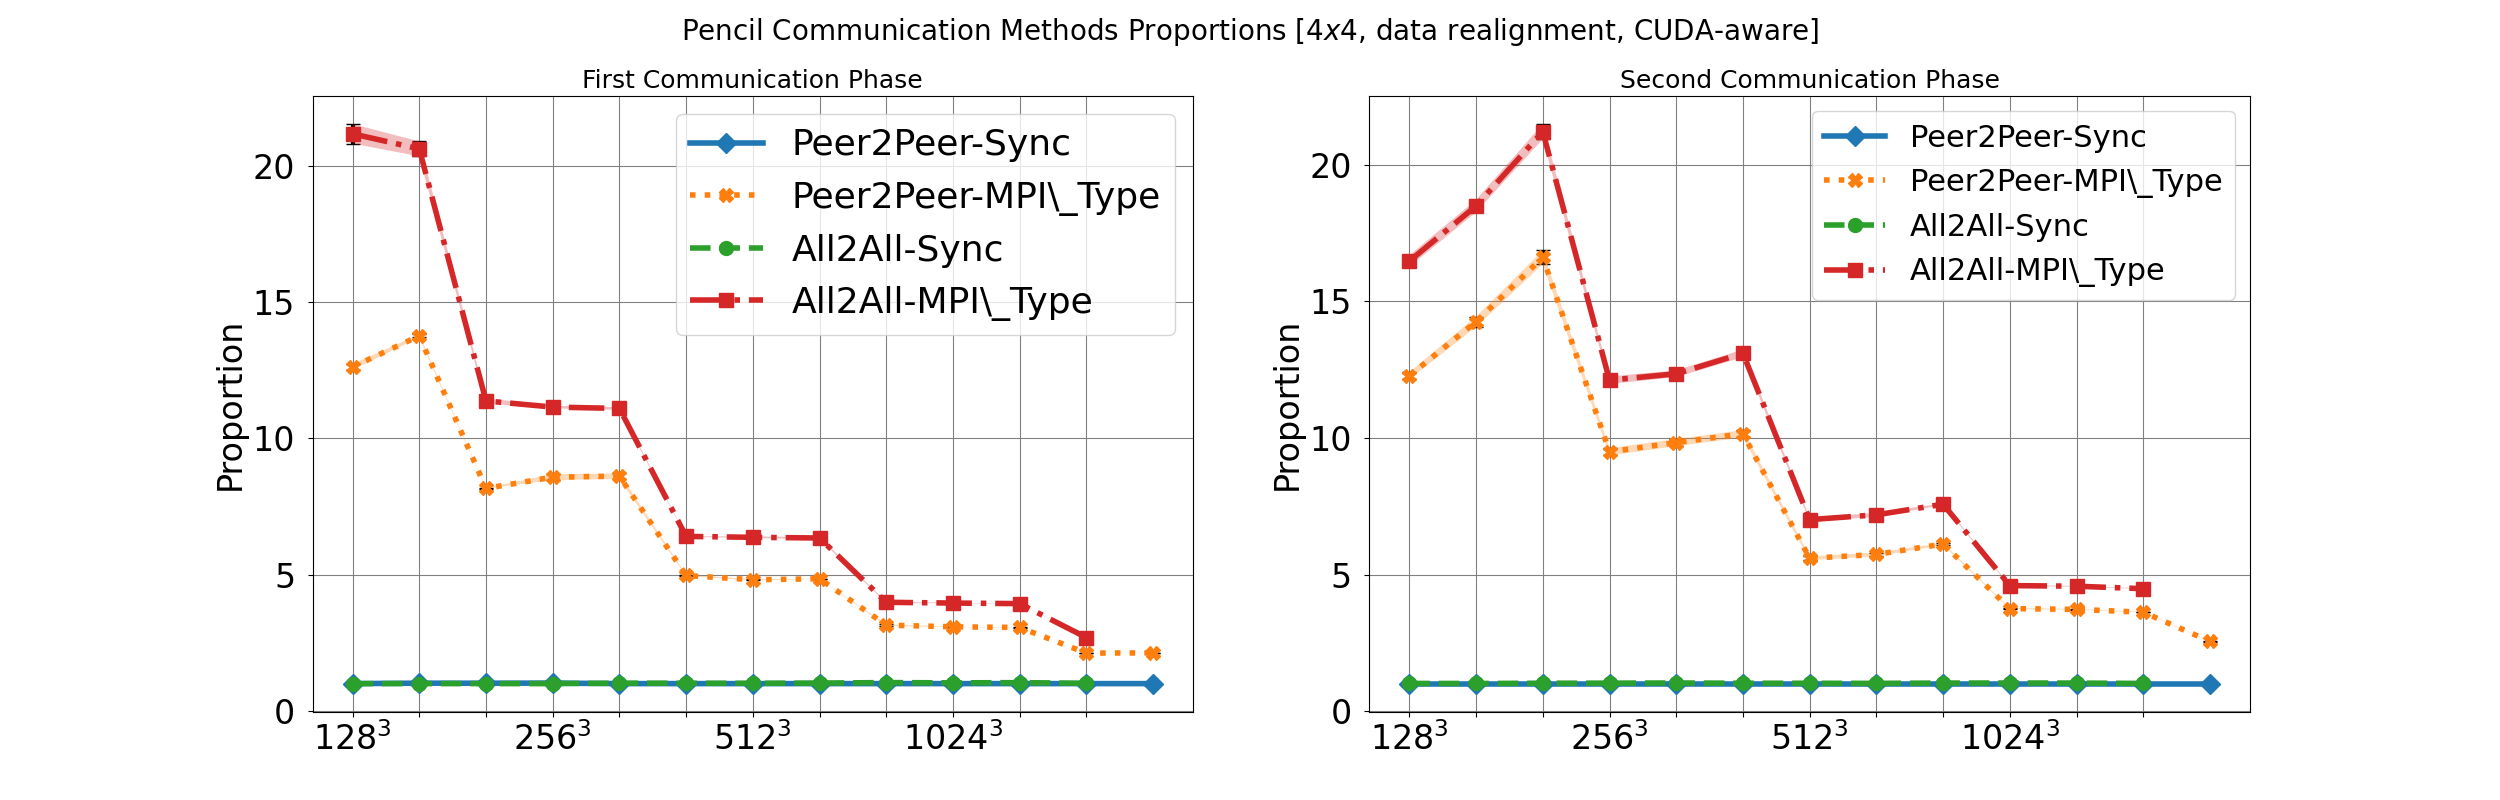 Pencil Communication Methods Proportions [4x4, data realignment, CUDA-aware]
First Communication Phase
Proportion
20
15
10
5
0
128³
256³
512³
1024³
Peer2Peer-Sync
Peer2Peer-MPI\_Type
All2All-Sync
All2All-MPI\_Type
Second Communication Phase
Proportion
20
15
10
5
0
128³
256³
512³
1024³
Peer2Peer-Sync
Peer2Peer-MPI\_Type
All2All-Sync
All2All-MPI\_Type